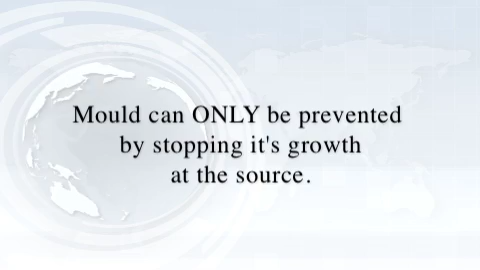 Mould can ONLY be prevented
by stopping it's growth
at the source.